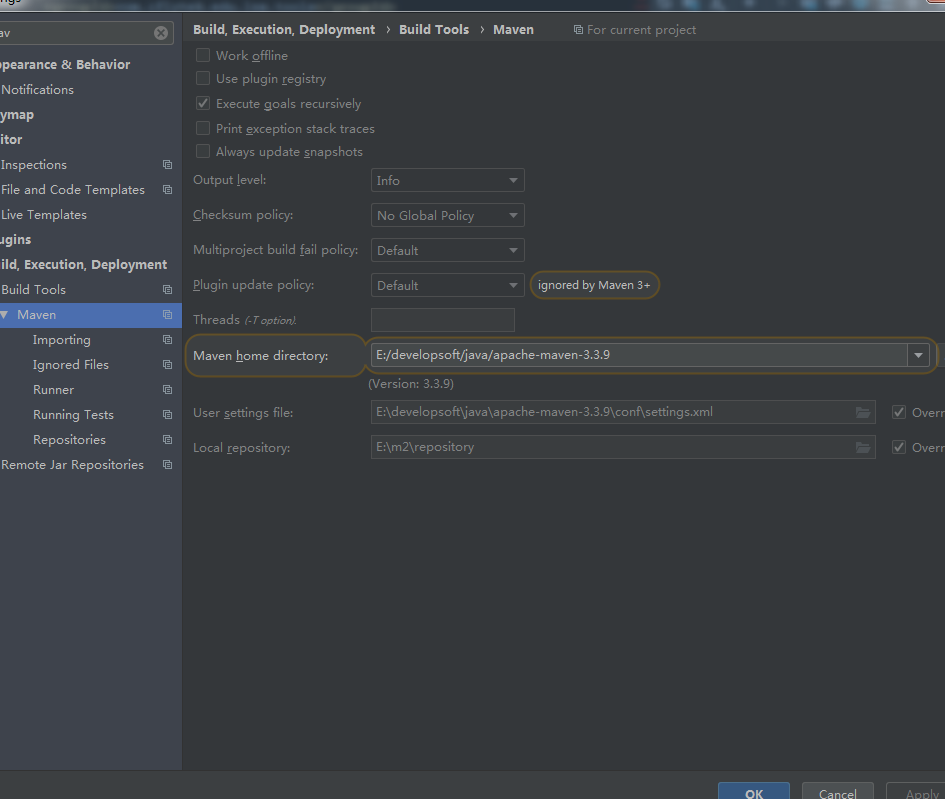 ngs
av
ppearance & Behavior
Notifications
ymap
itor
Inspections
File and Code Templates
Live Templates
ugins
ild, Execution, Deployment
Build Tools
Maven
Importing
Ignored Files
Runner
Running Tests
Repositories
Remote Jar Repositories
Build, Execution, Deployment › Build Tools › Maven For current project
Work offline
Use plugin registry
Execute goals recursively
Print exception stack traces
Always update snapshots
Output level: Info
Checksum policy: No Global Policy
Multiproject build fail policy: Default
Plugin update policy: Default ignored by Maven 3+
Threads (-T option).
Maven home directory: E:/developsoft/java/apache-maven-3.3.9
(Version: 3.3.9)
User settings file: E:\developsoft\java\apache-maven-3.3.9\conf\settings.xml Overr
Local repository: E:\m2\repository Overr
OK Cancel Apply